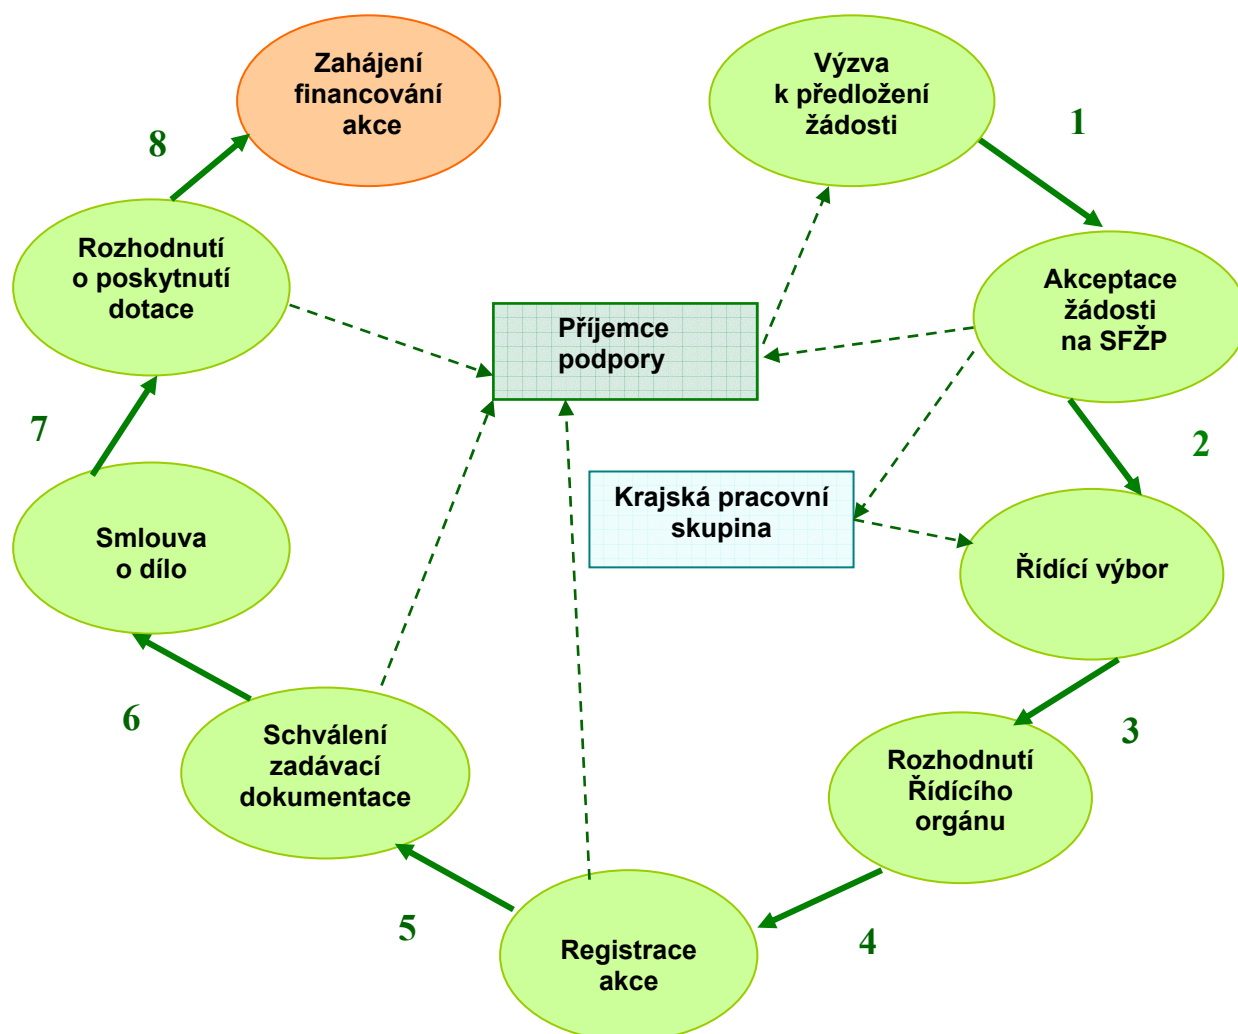 Zahájení
financování
akce
Výzva
k předložení
žádosti
1
8
Rozhodnutí
o poskytnutí
dotace
Akceptace
žádosti
na SFŽP
Příjemce
podpory
7
2
Krajská pracovní
skupina
Smlouva
o dílo
Řídící výbor
6
3
Schválení
zadávací
dokumentace
Rozhodnutí
Řídícího
orgánu
5
4
Registrace
akce